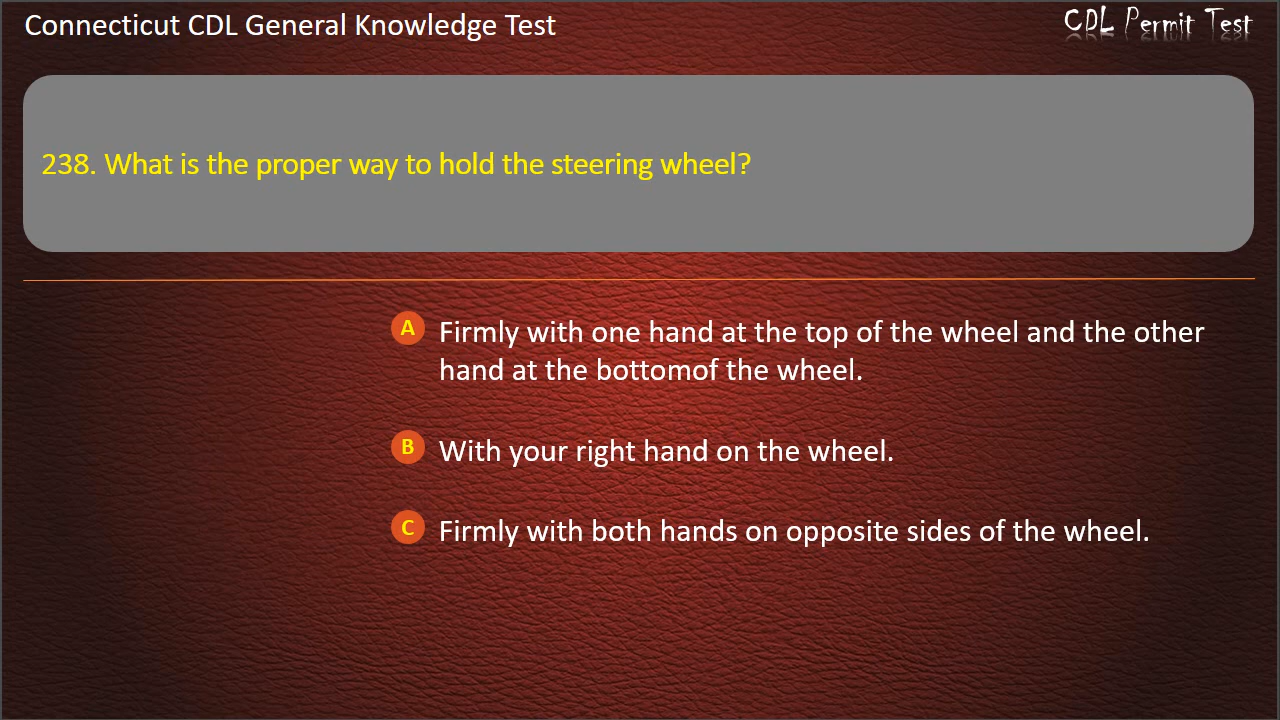 Connecticut CDL General Knowledge Test
CDL Permit Test
238. What is the proper way to hold the steering wheel?
A Firmly with one hand at the top of the wheel and the other
hand at the bottomof the wheel.
B With your right hand on the wheel.
C Firmly with both hands on opposite sides of the wheel.